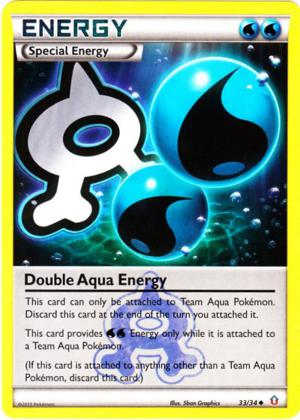 ENERGY
Special Energy
Double Aqua Energy
This card can only be attached to Team Aqua Pokémon.
Discard this card at the end of the turn you attached it.
This card provides Energy only while it is attached to
a Team Aqua Pokémon.
(If this card is attached to anything other than a Team Aqua
Pokémon, discard this card.)
©2015 Pokémon
Illus. 5ban Graphics
33/34